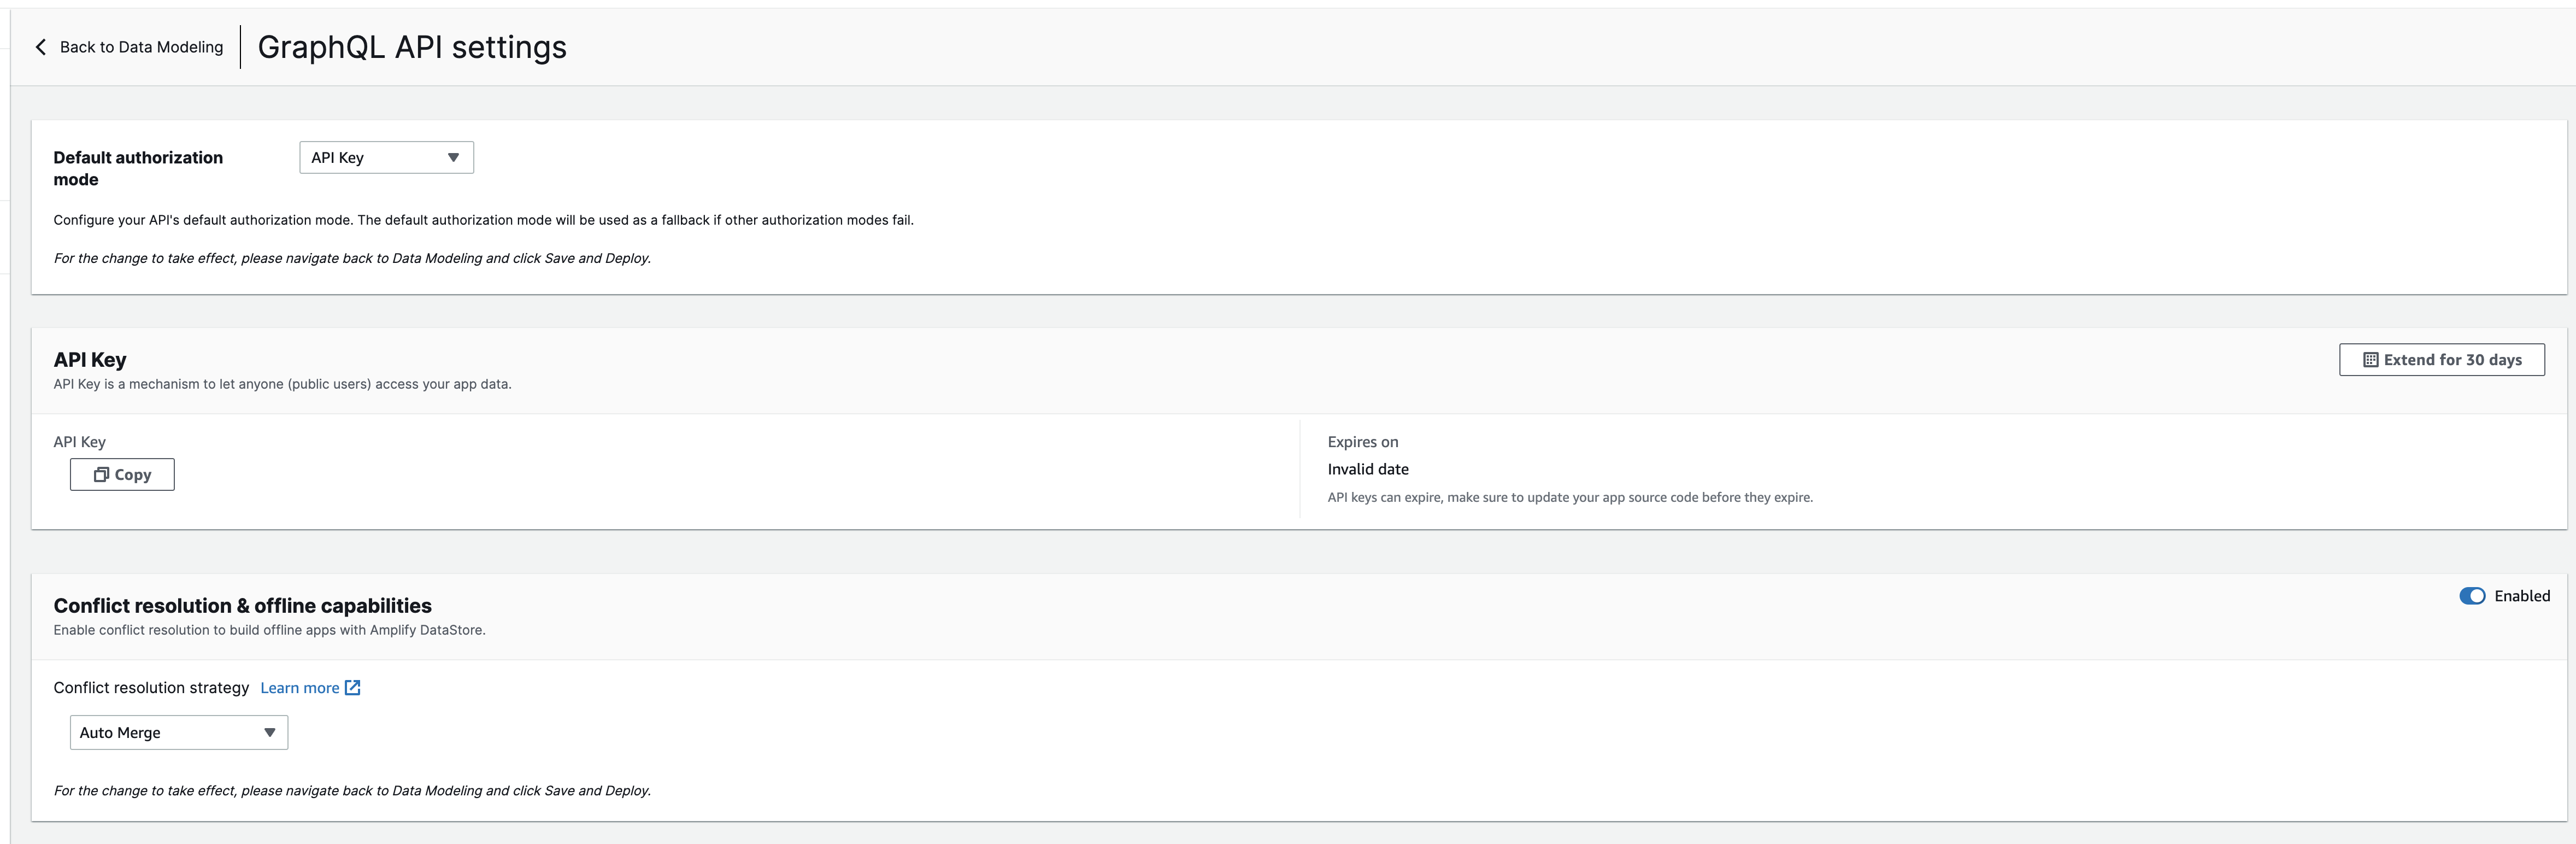 Back to Data Modeling
GraphQL API settings
Default authorization
mode
API Key
Configure your API's default authorization mode. The default authorization mode will be used as a fallback if other authorization modes fail.
For the change to take effect, please navigate back to Data Modeling and click Save and Deploy.
API Key
Extend for 30 days
API Key is a mechanism to let anyone (public users) access your app data.
API Key
Copy
Expires on
Invalid date
API keys can expire, make sure to update your app source code before they expire.
Conflict resolution & offline capabilities
Enabled
Enable conflict resolution to build offline apps with Amplify DataStore.
Conflict resolution strategy Learn more
Auto Merge
For the change to take effect, please navigate back to Data Modeling and click Save and Deploy.